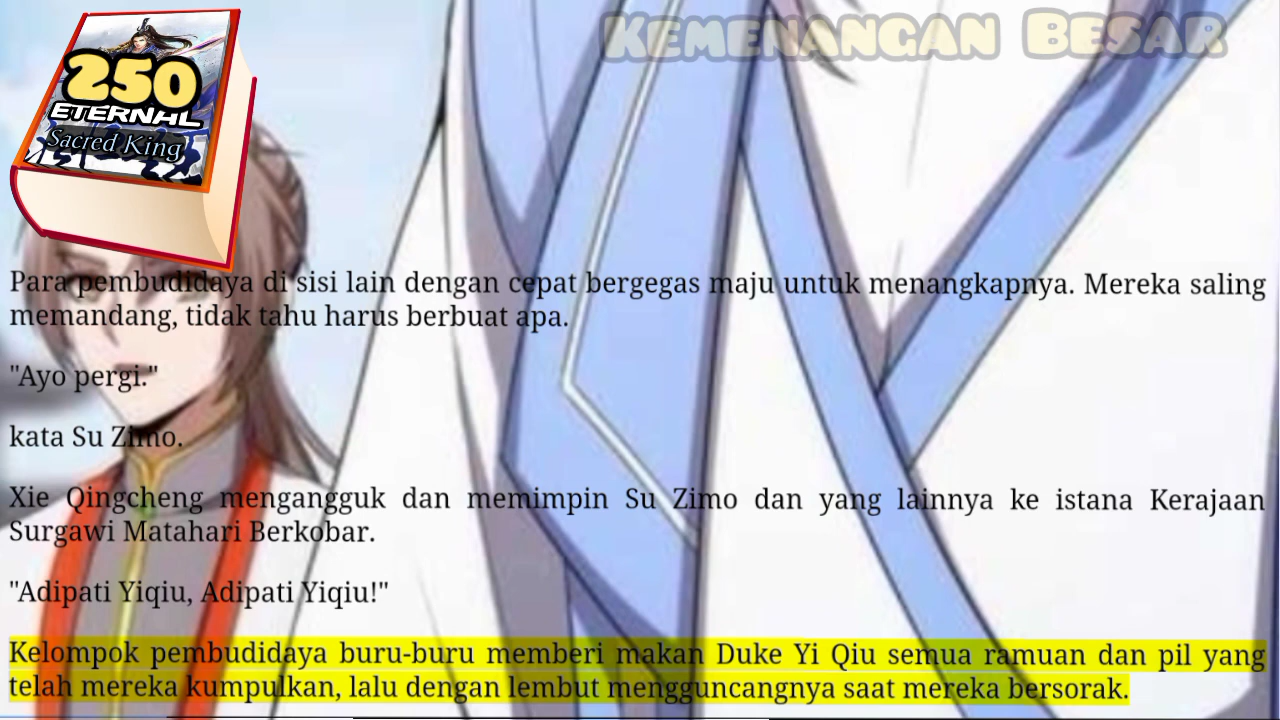 Kemenangan Besar
250
ETERNAL
Sacred King
Para pembudidaya di sisi lain dengan cepat bergegas maju untuk menangkapnya. Mereka saling
memandang, tidak tahu harus berbuat apa.
"Ayo pergi."
kata Su Zimo.
Xie Qingcheng mengangguk dan memimpin Su Zimo dan yang lainnya ke istana Kerajaan
Surgawi Matahari Berkobar.
"Adipati Yiqiu, Adipati Yiqiu!"
Kelompok pembudidaya buru-buru memberi makan Duke Yi Qiu semua ramuan dan pil yang
telah mereka kumpulkan, lalu dengan lembut mengguncangnya saat mereka bersorak.